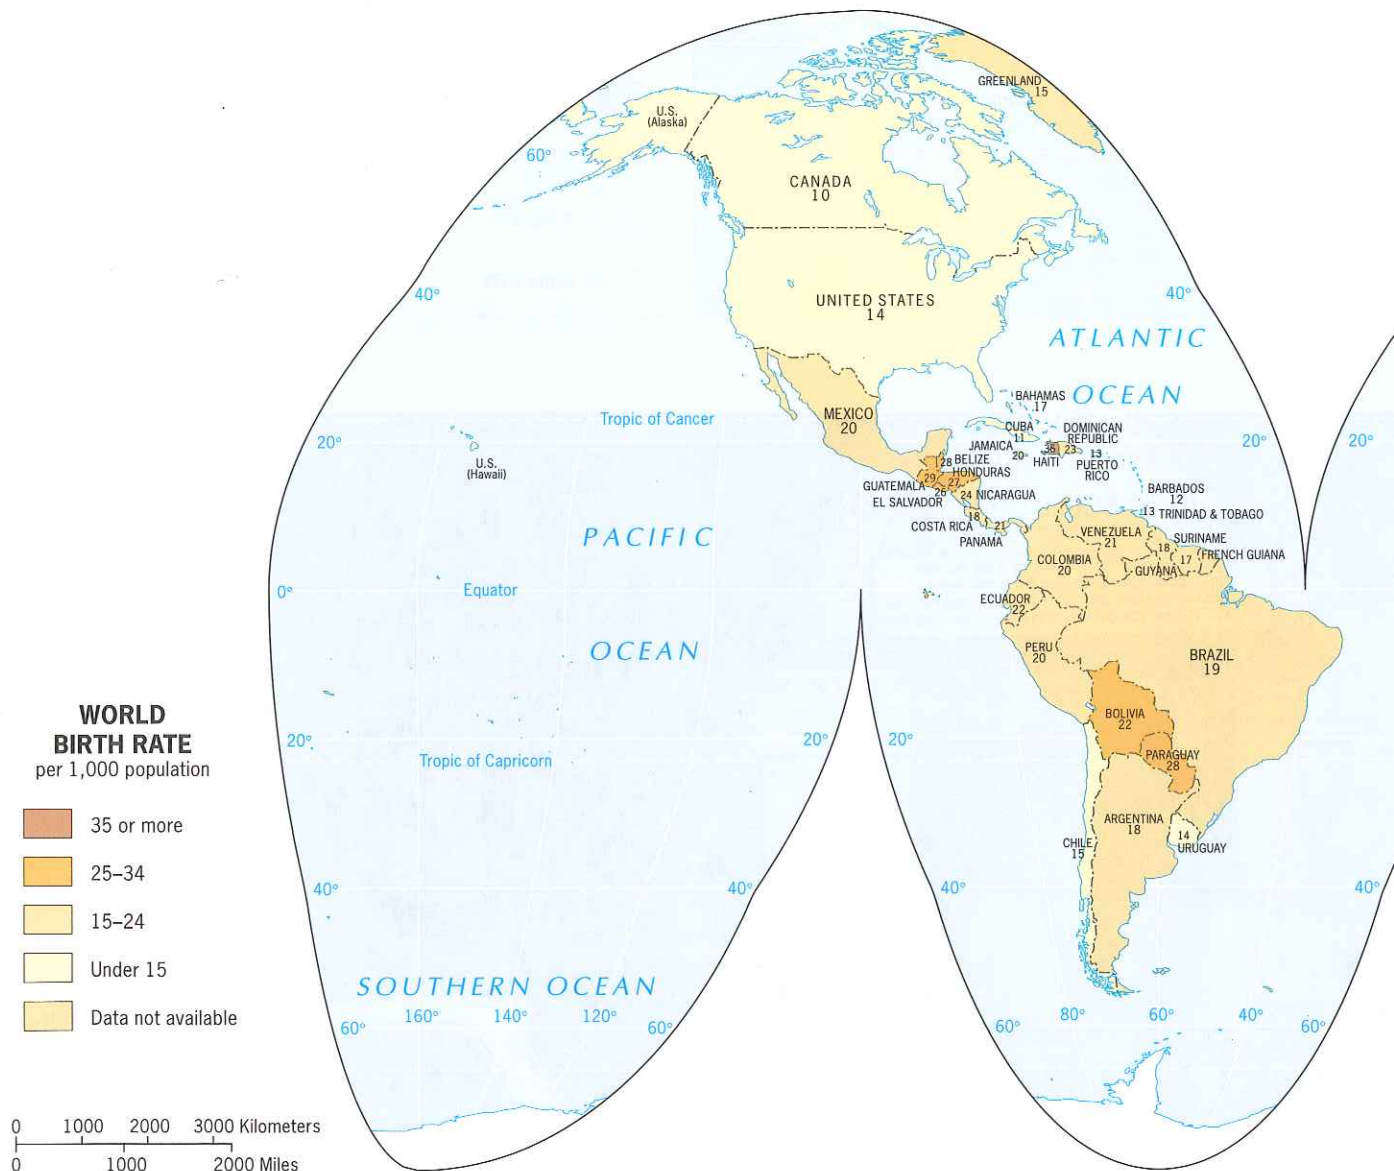 GREENLAND
15
U.S.
(Alaska)
60°
CANADA
10
40°
UNITED STATES
14
40°
ATLANTIC
OCEAN
BAHAMAS
17
Tropic of Cancer
MEXICO
20
CUBA
11
DOMINICAN
REPUBLIC
20°
U.S.
(Hawaii)
JAMAICA
20
36
HAITI
23
13
PUERTO
RICO
20°
20°
28 BELIZE
HONDURAS
29
27
GUATEMALA
26
EL SALVADOR
24 NICARAGUA
BARBADOS
12
13 TRINIDAD & TOBAGO
18
COSTA RICA
21
PANAMA
PACIFIC
VENEZUELA
21
SURINAME
18
17
FRENCH GUIANA
COLOMBIA
20
GUYANA
0°
Equator
ECUADOR
22
OCEAN
PERU
20
BRAZIL
19
WORLD
BIRTH RATE
per 1,000 population
BOLIVIA
22
20°
Tropic of Capricorn
20°
20°
PARAGUAY
28
35 or more
25–34
15–24
Under 15
Data not available
ARGENTINA
18
CHILE
15
14
URUGUAY
40°
40°
40°
40°
SOUTHERN OCEAN
60°
160°
140°
120°
60°
60°
80°
60°
40°
60°
0 1000 2000 3000 Kilometers
0 1000 2000 Miles